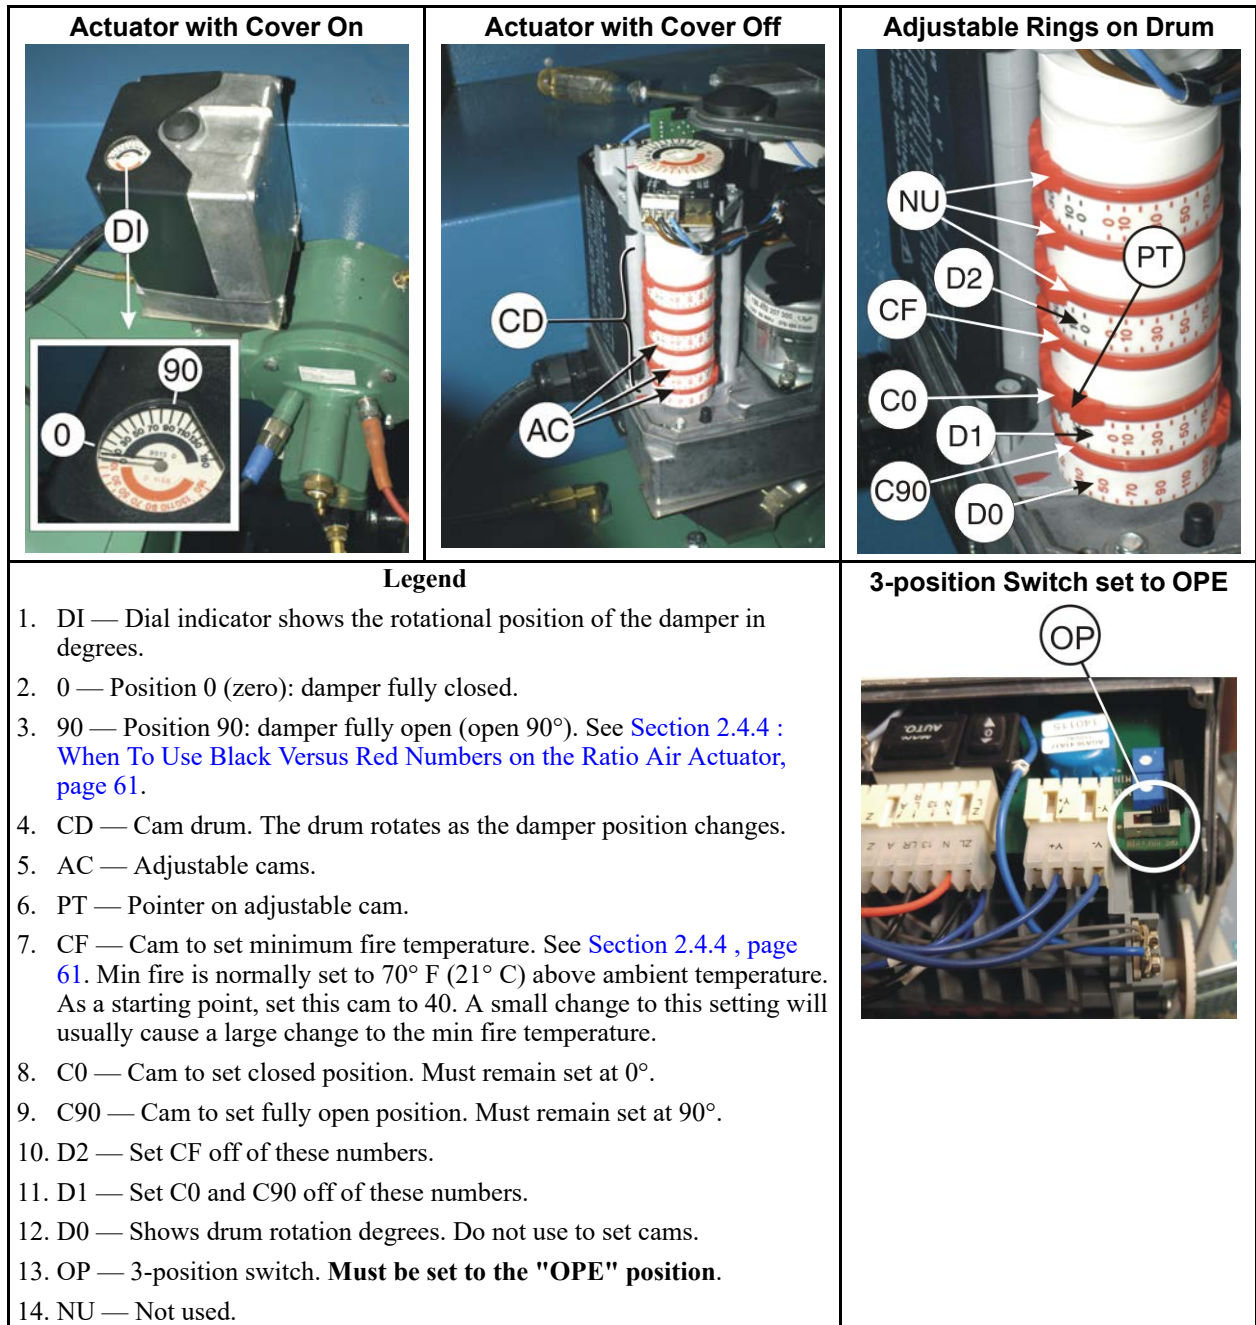 Actuator with Cover On
Actuator with Cover Off
Adjustable Rings on Drum
DI
90
0
CD
AC
NU
PT
D2
CF
C0
D1
C90
D0
Legend
1. DI — Dial indicator shows the rotational position of the damper in
degrees.
2. 0 — Position 0 (zero): damper fully closed.
3. 90 — Position 90: damper fully open (open 90°). See Section 2.4.4 :
When To Use Black Versus Red Numbers on the Ratio Air Actuator,
page 61.
4. CD — Cam drum. The drum rotates as the damper position changes.
5. AC — Adjustable cams.
6. PT — Pointer on adjustable cam.
7. CF — Cam to set minimum fire temperature. See Section 2.4.4 , page
61. Min fire is normally set to 70° F (21° C) above ambient temperature.
As a starting point, set this cam to 40. A small change to this setting will
usually cause a large change to the min fire temperature.
8. C0 — Cam to set closed position. Must remain set at 0°.
9. C90 — Cam to set fully open position. Must remain set at 90°.
10. D2 — Set CF off of these numbers.
11. D1 — Set C0 and C90 off of these numbers.
12. D0 — Shows drum rotation degrees. Do not use to set cams.
13. OP — 3-position switch. Must be set to the "OPE" position.
14. NU — Not used.
3-position Switch set to OPE
OP
MAN.
AUTO.
140115
Z A RL 13 N ZL
Y+ Y-